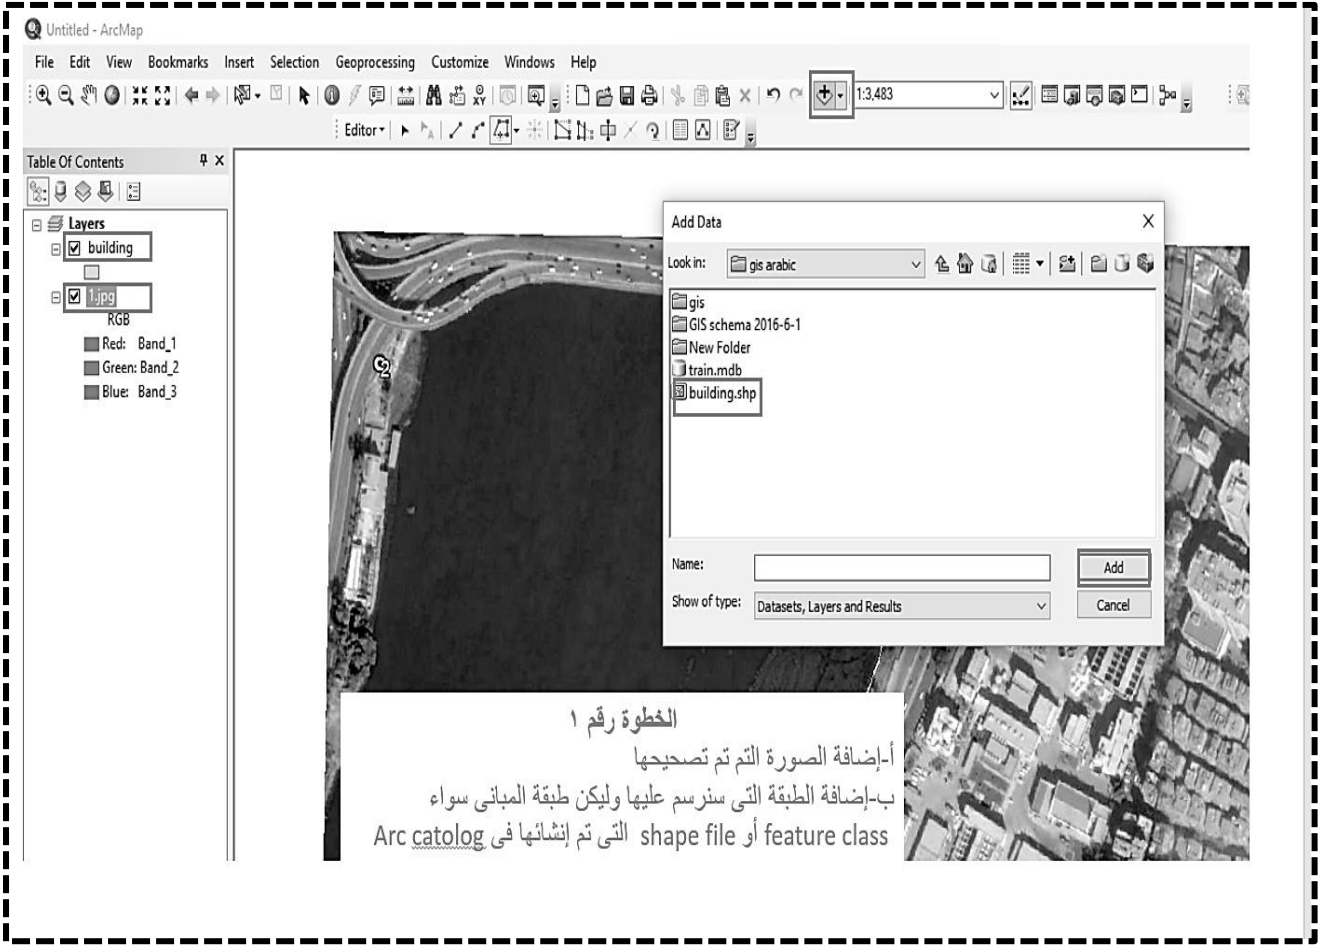 Untitled - ArcMap
File Edit View Bookmarks Insert Selection Geoprocessing Customize Windows Help
1:3,483
Editor
Table Of Contents
Layers
building
1.jpg
RGB
Red: Band_1
Green: Band_2
Blue: Band_3
Add Data
Look in: gis arabic
gis
GIS schema 2016-6-1
New Folder
train.mdb
building.shp
Name:
Add
Show of type: Datasets, Layers and Results
Cancel
الخطوة رقم ١
أ-إضافة الصورة التم تم تصحيحها
ب-إضافة الطبقة التى سنرسم عليها وليكن طبقة المبانى سواء
feature class أو shape file التى تم إنشائها فى Arc catolog